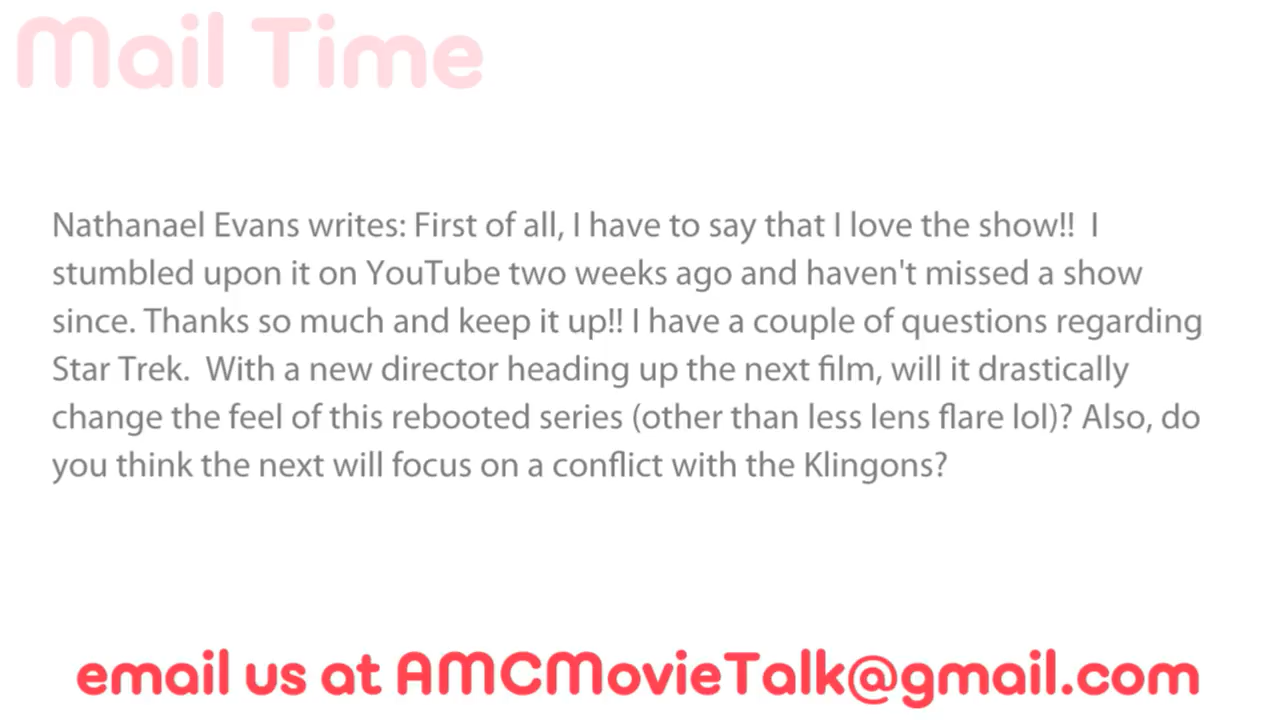 Mail Time
Nathanael Evans writes: First of all, I have to say that I love the show!!  I
stumbled upon it on YouTube two weeks ago and haven't missed a show
since. Thanks so much and keep it up!! I have a couple of questions regarding
Star Trek.  With a new director heading up the next film, will it drastically
change the feel of this rebooted series (other than less lens flare lol)? Also, do
you think the next will focus on a conflict with the Klingons?
email us at AMCMovieTalk@gmail.com